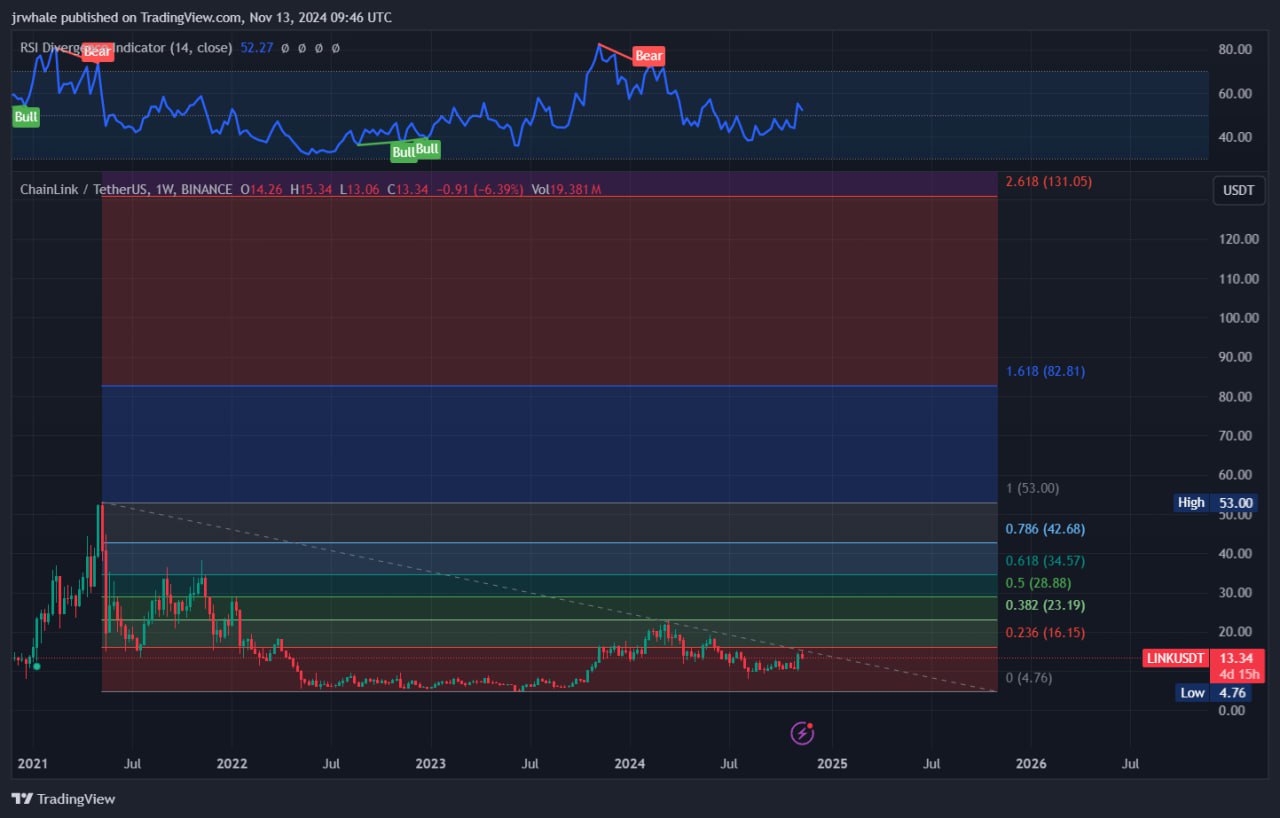 jrwhale published on TradingView.com, Nov 13, 2024 09:46 UTC
RSI Divergence Indicator (14, close) 52.27 ø ø ø ø
Bear
Bear
Bull
Bull
Bull
80.00
60.00
40.00
ChainLink / TetherUS, 1W, BINANCE O14.26 H15.34 L13.06 C13.34 −0.91 (−6.39%) Vol19.381 M
USDT
2.618 (131.05)
1.618 (82.81)
1 (53.00)
0.786 (42.68)
0.618 (34.57)
0.5 (28.88)
0.382 (23.19)
0.236 (16.15)
0 (4.76)
120.00
110.00
100.00
90.00
80.00
70.00
60.00
High 53.00
50.00
40.00
30.00
20.00
LINKUSDT 13.34
4d 15h
Low 4.76
0.00
2021 Jul 2022 Jul 2023 Jul 2024 Jul 2025 Jul 2026 Jul
TradingView